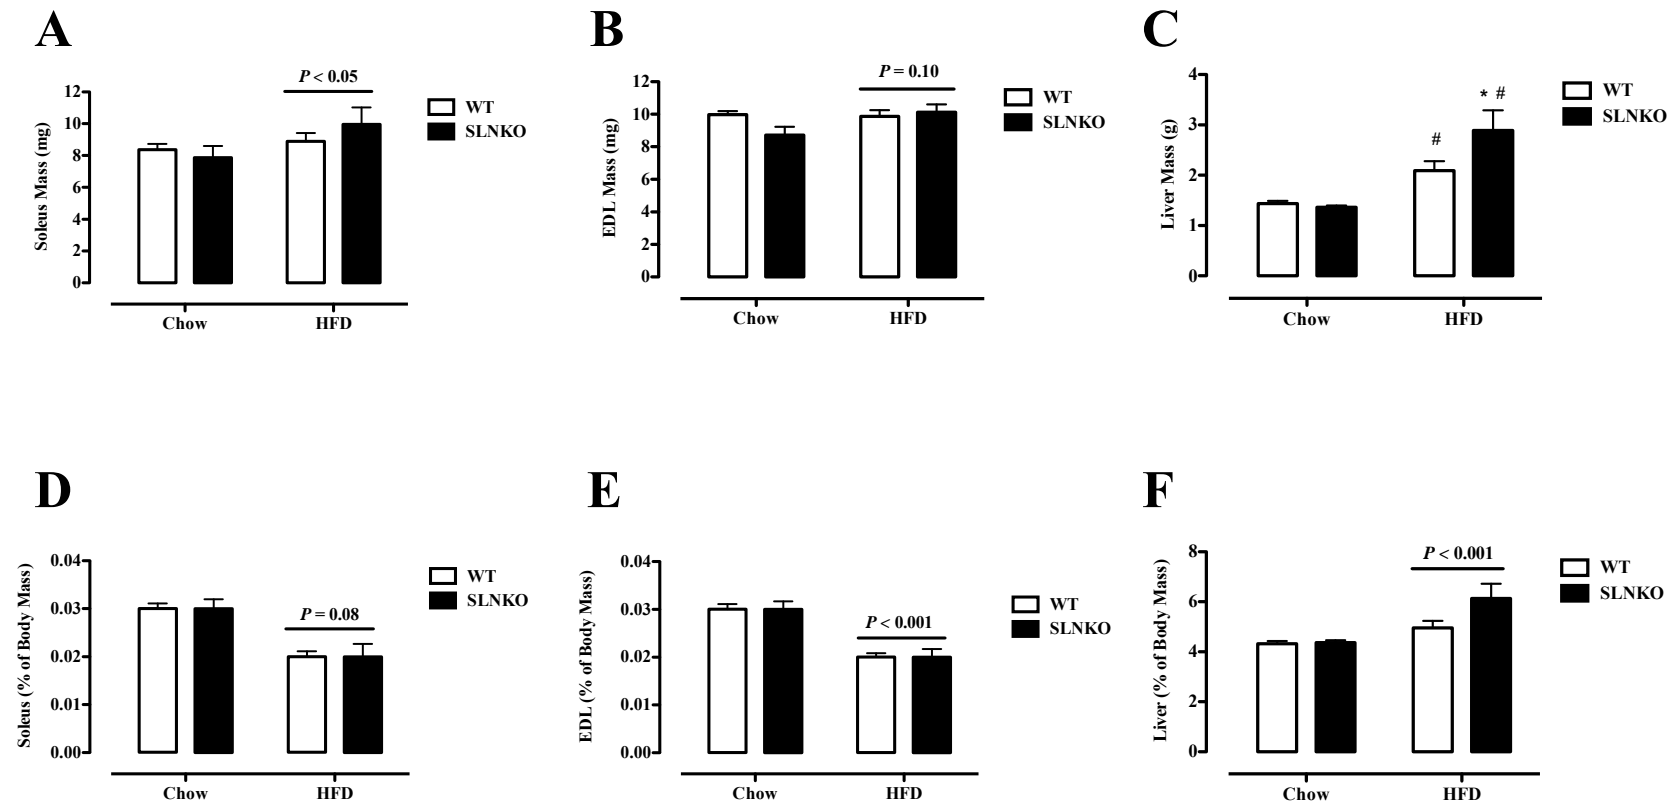 A
P < 0.05
12
10
8
6
4
2
0
Soleus Mass (mg)
WT
SLNKO
Chow
HFD
B
P = 0.10
12
10
8
6
4
2
0
EDL Mass (mg)
WT
SLNKO
Chow
HFD
C
4
3
2
1
0
Liver Mass (g)
#
* #
WT
SLNKO
Chow
HFD
D
0.04
0.03
0.02
0.01
0.00
Soleus (% of Body Mass)
P = 0.08
WT
SLNKO
Chow
HFD
E
0.04
0.03
0.02
0.01
0.00
EDL (% of Body Mass)
P < 0.001
WT
SLNKO
Chow
HFD
F
8
6
4
2
0
Liver (% of Body Mass)
P < 0.001
WT
SLNKO
Chow
HFD